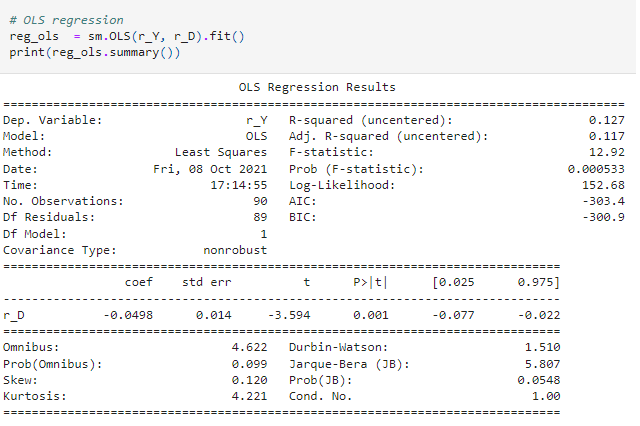 # OLS regression
reg_ols  = sm.OLS(r_Y, r_D).fit()
print(reg_ols.summary())
OLS Regression Results
==============================================================================
Dep. Variable: r_Y R-squared (uncentered): 0.127
Model: OLS Adj. R-squared (uncentered): 0.117
Method: Least Squares F-statistic: 12.92
Date: Fri, 08 Oct 2021 Prob (F-statistic): 0.000533
Time: 17:14:55 Log-Likelihood: 152.68
No. Observations: 90 AIC: -303.4
Df Residuals: 89 BIC: -300.9
Df Model: 1
Covariance Type: nonrobust
==============================================================================
coef std err t P>|t| [0.025 0.975]
------------------------------------------------------------------------------
r_D -0.0498 0.014 -3.594 0.001 -0.077 -0.022
==============================================================================
Omnibus: 4.622 Durbin-Watson: 1.510
Prob(Omnibus): 0.099 Jarque-Bera (JB): 5.807
Skew: 0.120 Prob(JB): 0.0548
Kurtosis: 4.221 Cond. No. 1.00
==============================================================================